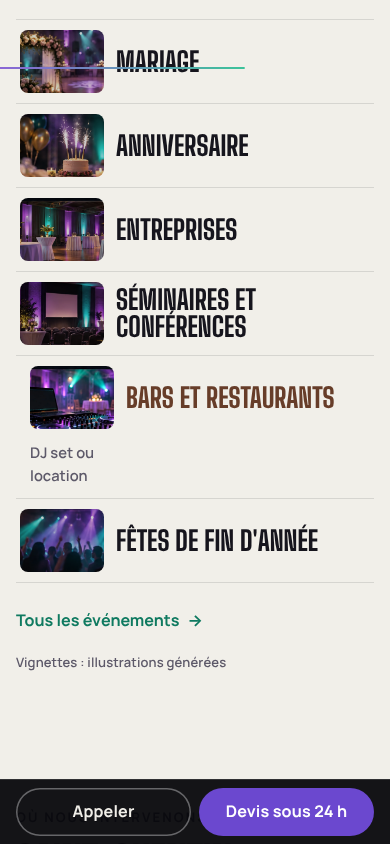 MARIAGE
ANNIVERSAIRE
ENTREPRISES
SÉMINAIRES ET
CONFÉRENCES
BARS ET RESTAURANTS
DJ set ou
location
FÊTES DE FIN D'ANNÉE
Tous les événements →
Vignettes : illustrations générées
Appeler
Devis sous 24 h